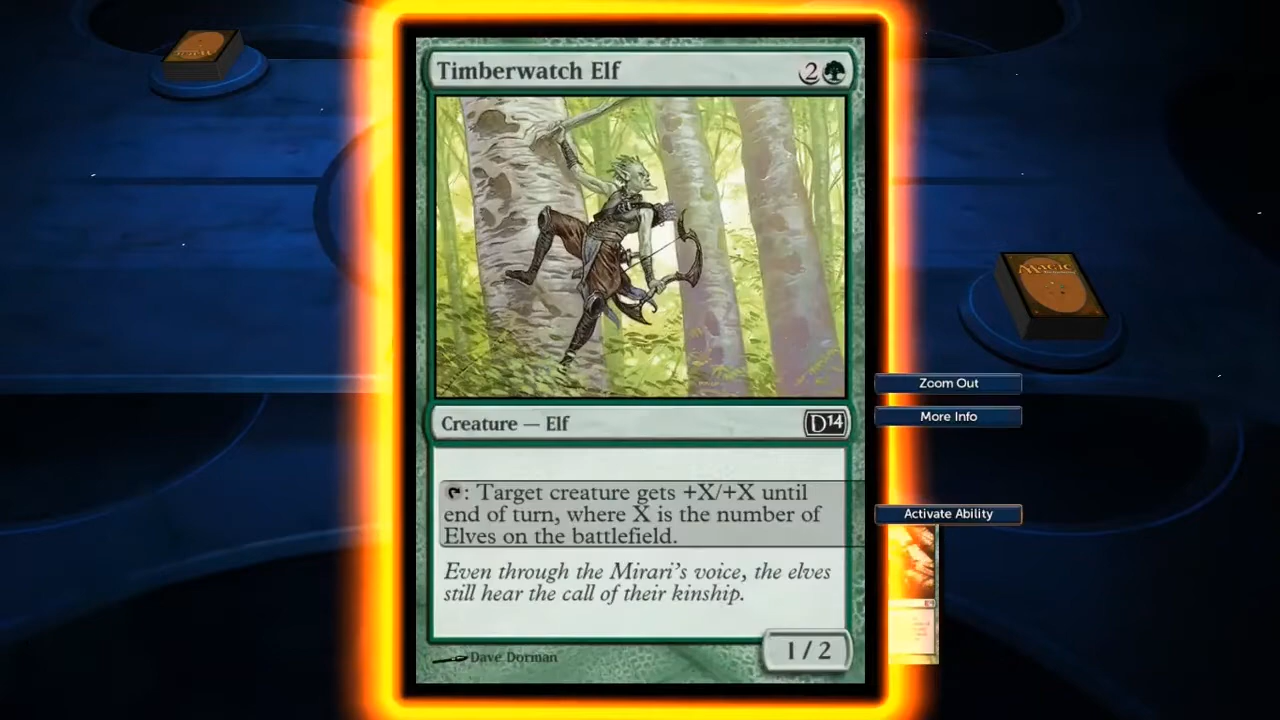 Timberwatch Elf 2
Creature — Elf D14
: Target creature gets +X/+X until
end of turn, where X is the number of
Elves on the battlefield.
Even through the Mirari's voice, the elves
still hear the call of their kinship.
1/2
Dave Dorman
Magic
Zoom Out
More Info
Activate Ability